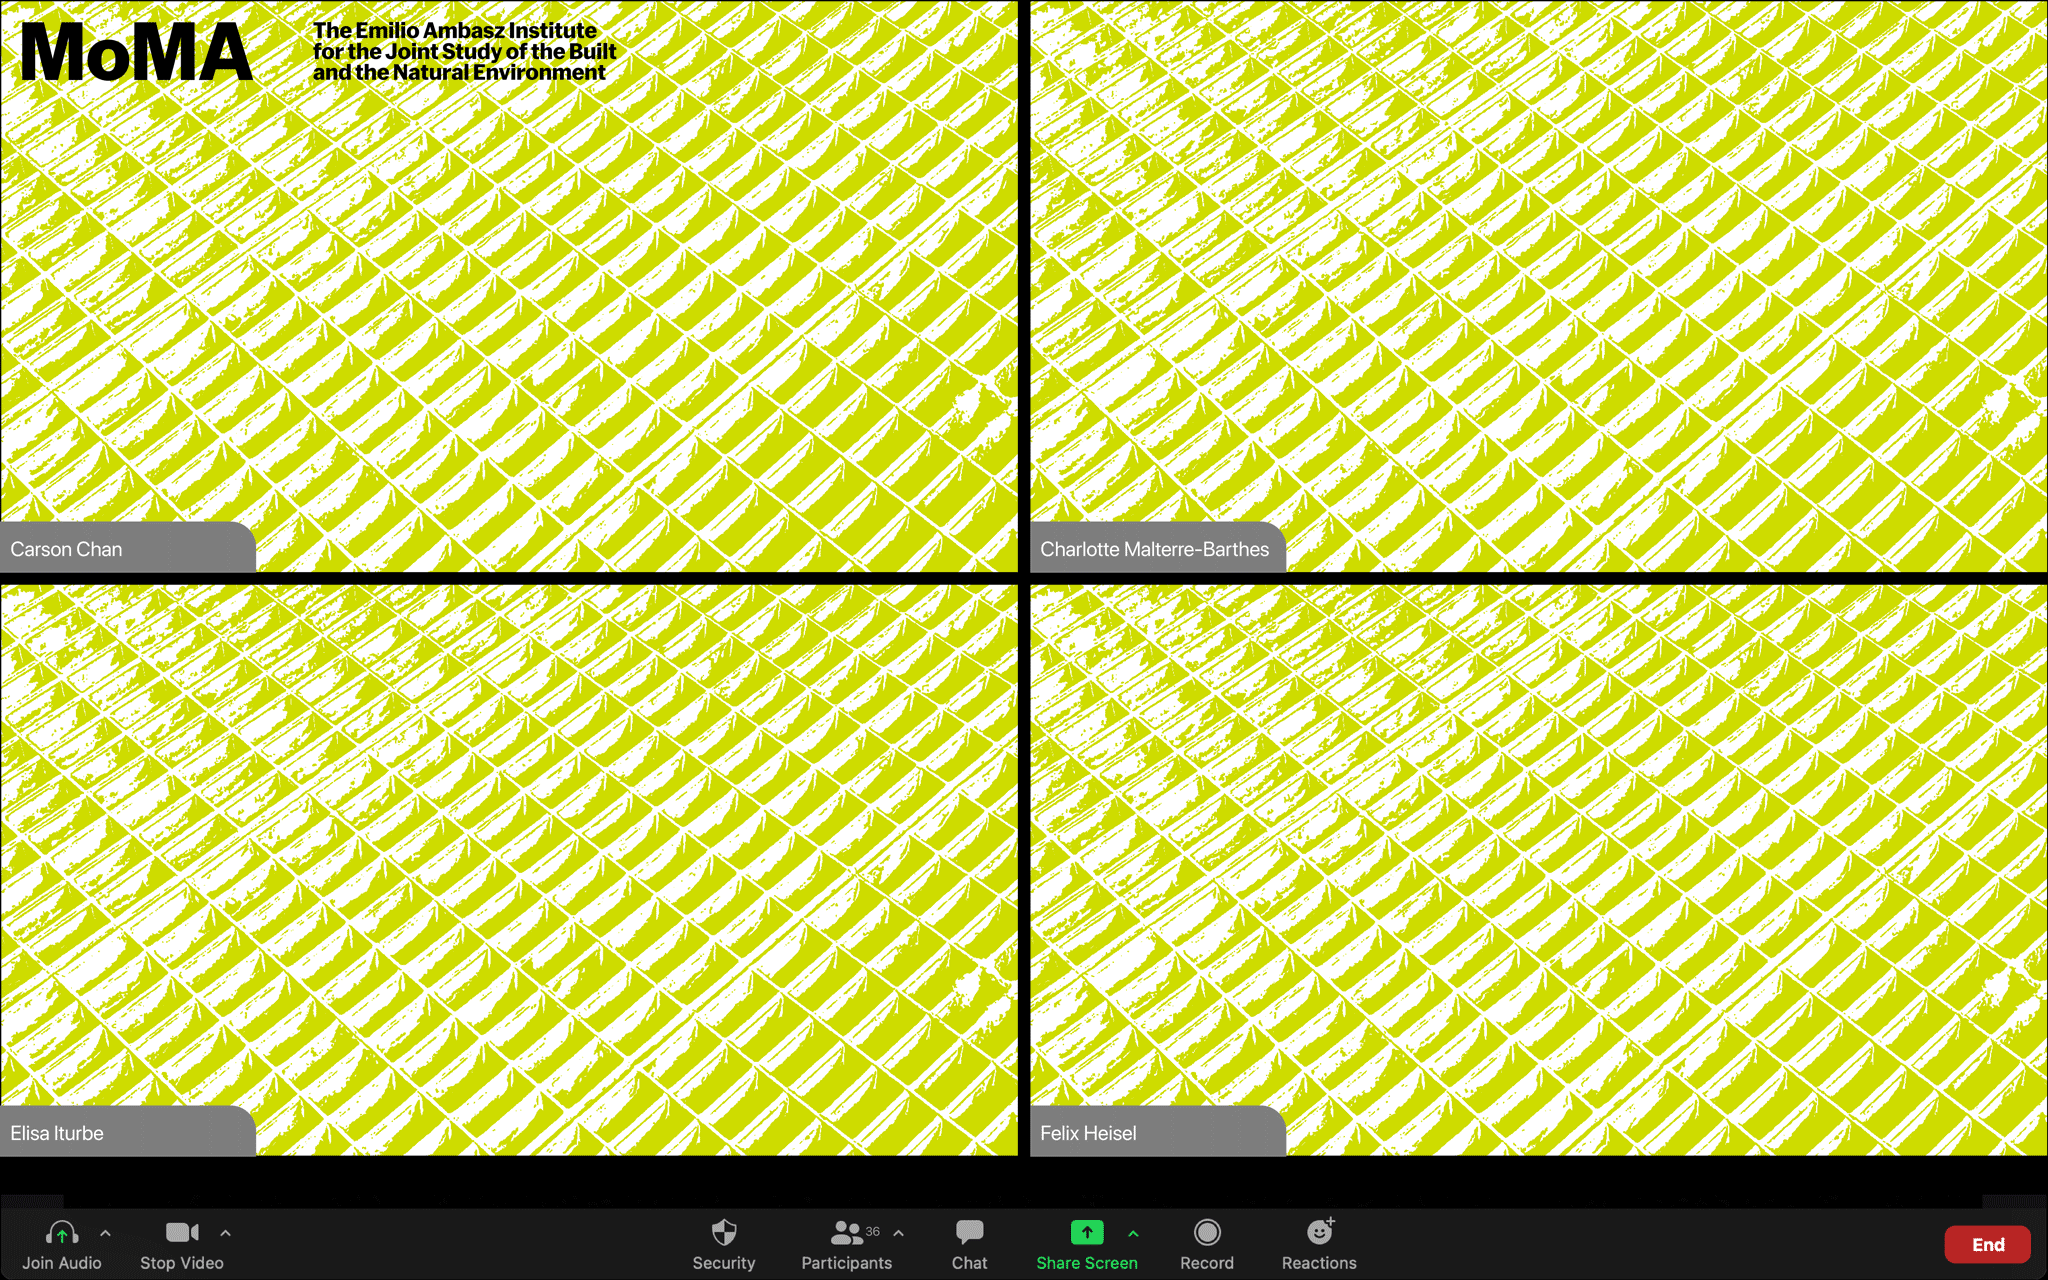 MoMA
The Emilio Ambasz Institute
for the Joint Study of the Built
and the Natural Environment
Carson Chan
Charlotte Malterre-Barthes
Elisa Iturbe
Felix Heisel
Join Audio
Stop Video
Security
36
Participants
Chat
Share Screen
Record
Reactions
End